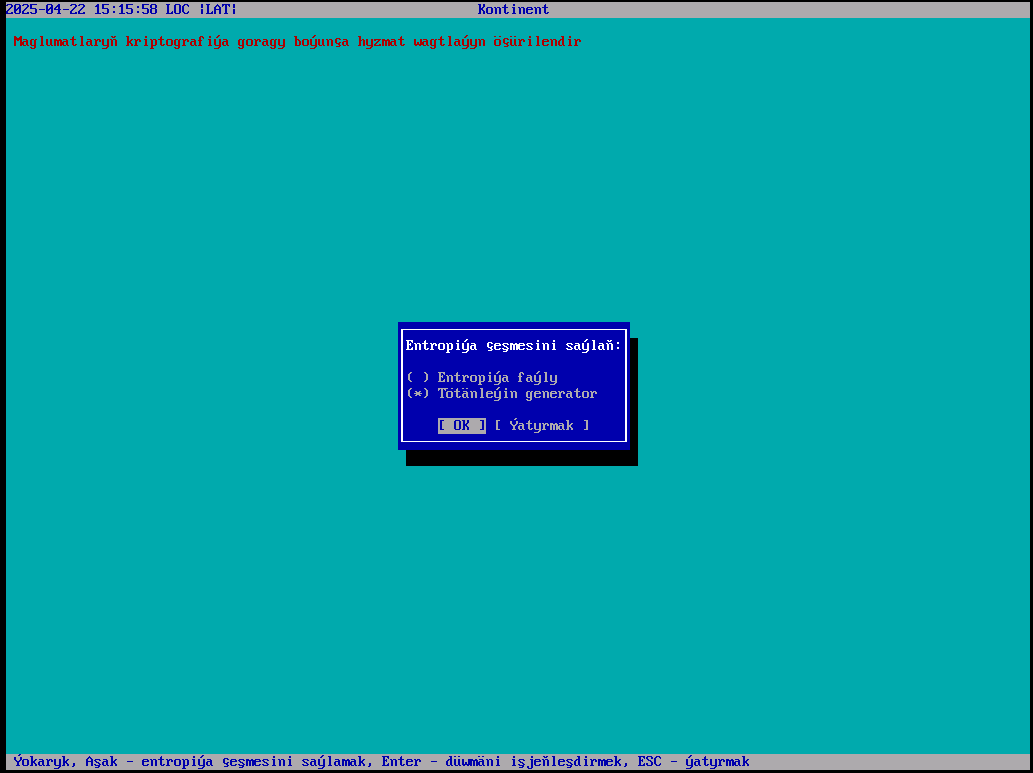 2025-04-22 15:15:58 LOC |LAT| Kontinent
Maglumatlaryň kriptografiýa goragy boýunça hyzmat wagtlaýyn öçürilendir
Entropiýa çeşmesini saýlaň:
( ) Entropiýa faýly
(*) Tötänleýin generator
[ OK ] [ Ýatyrmak ]
Ýokaryk, Aşak - entropiýa çeşmesini saýlamak, Enter - düwmäni işjeňleşdirmek, ESC - ýatyrmak